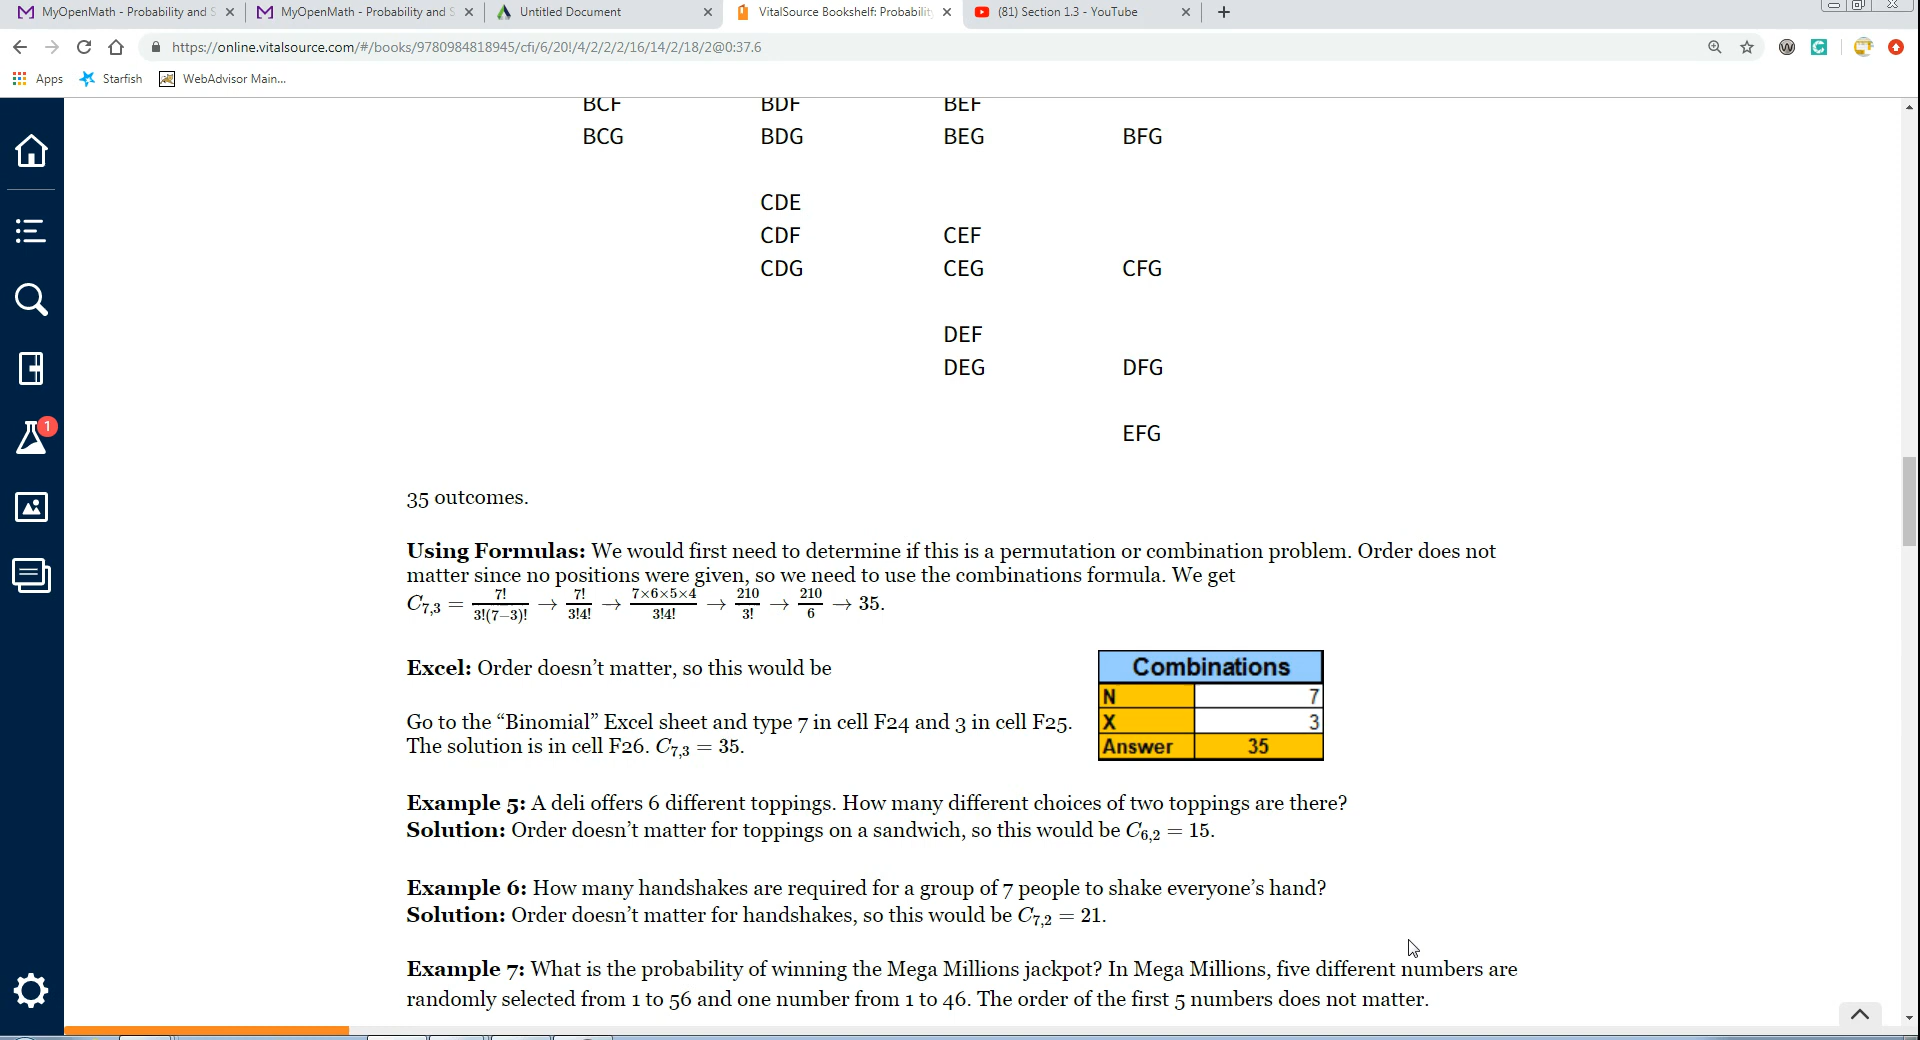 MyOpenMath - Probability and S
MyOpenMath - Probability and S
Untitled Document
VitalSource Bookshelf: Probability
(81) Section 1.3 - YouTube
https://online.vitalsource.com/#/books/9780984818945/cfi/6/20!/4/2/2/2/16/14/2/18/2@0:37.6
Apps Starfish WebAdvisor Main...
BCF BDF BEF
BCG BDG BEG BFG
CDE
CDF CEF
CDG CEG CFG
DEF
DEG DFG
EFG
1
35 outcomes.
Using Formulas: We would first need to determine if this is a permutation or combination problem. Order does not
matter since no positions were given, so we need to use the combinations formula. We get
C7,3 = 7!/3!(7−3)! → 7!/3!4! → 7×6×5×4/3!4! → 210/3! → 210/6 → 35.
Excel: Order doesn't matter, so this would be
Go to the “Binomial” Excel sheet and type 7 in cell F24 and 3 in cell F25.
The solution is in cell F26. C7,3 = 35.
Combinations
N 7
X 3
Answer 35
Example 5: A deli offers 6 different toppings. How many different choices of two toppings are there?
Solution: Order doesn't matter for toppings on a sandwich, so this would be C6,2 = 15.
Example 6: How many handshakes are required for a group of 7 people to shake everyone's hand?
Solution: Order doesn't matter for handshakes, so this would be C7,2 = 21.
Example 7: What is the probability of winning the Mega Millions jackpot? In Mega Millions, five different numbers are
randomly selected from 1 to 56 and one number from 1 to 46. The order of the first 5 numbers does not matter.